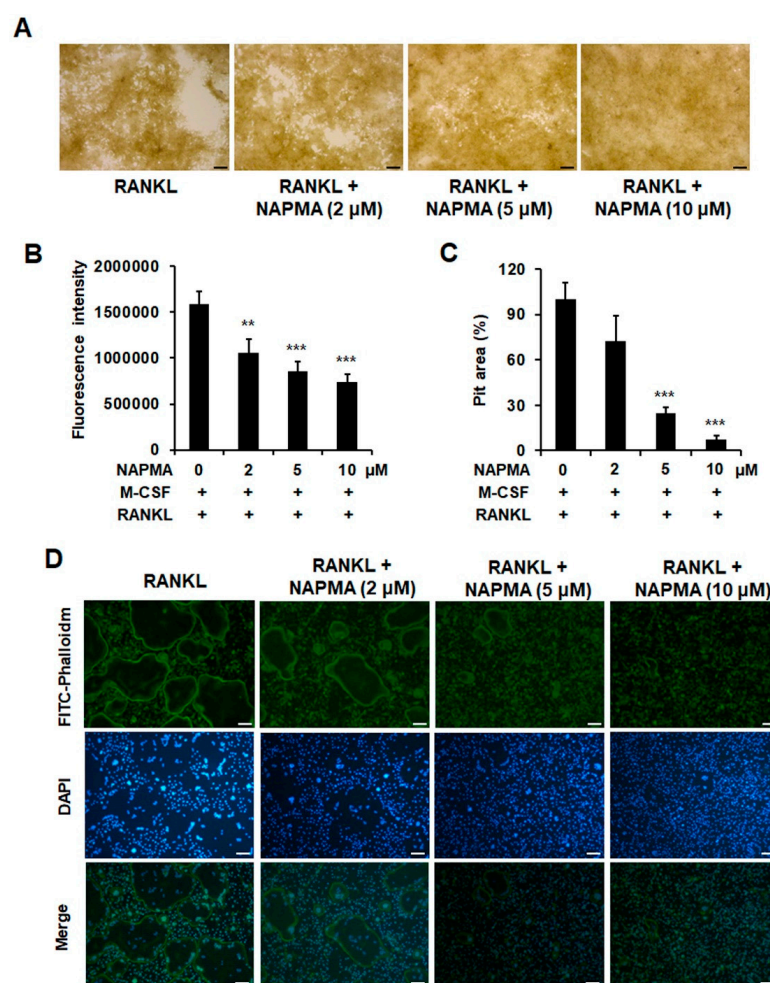 A
RANKL
RANKL +
NAPMA (2 µM)
RANKL +
NAPMA (5 µM)
RANKL +
NAPMA (10 µM)
B
Fluorescence intensity
2000000
1500000
1000000
500000
0
**
***
***
NAPMA 0 2 5 10 µM
M-CSF + + + +
RANKL + + + +
C
Pit area (%)
120
90
60
30
0
***
***
NAPMA 0 2 5 10 µM
M-CSF + + + +
RANKL + + + +
D
RANKL
RANKL +
NAPMA (2 µM)
RANKL +
NAPMA (5 µM)
RANKL +
NAPMA (10 µM)
FITC-Phalloidm
DAPI
Merge